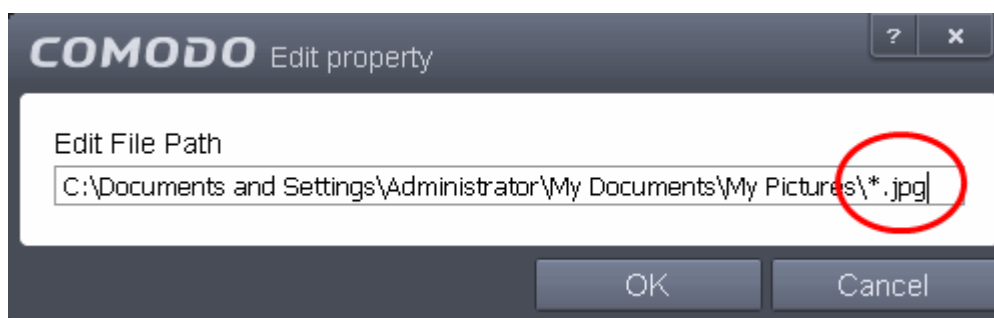 COMODO Edit property ? x
Edit File Path
C:\Documents and Settings\Administrator\My Documents\My Pictures\*.jpg
OK Cancel